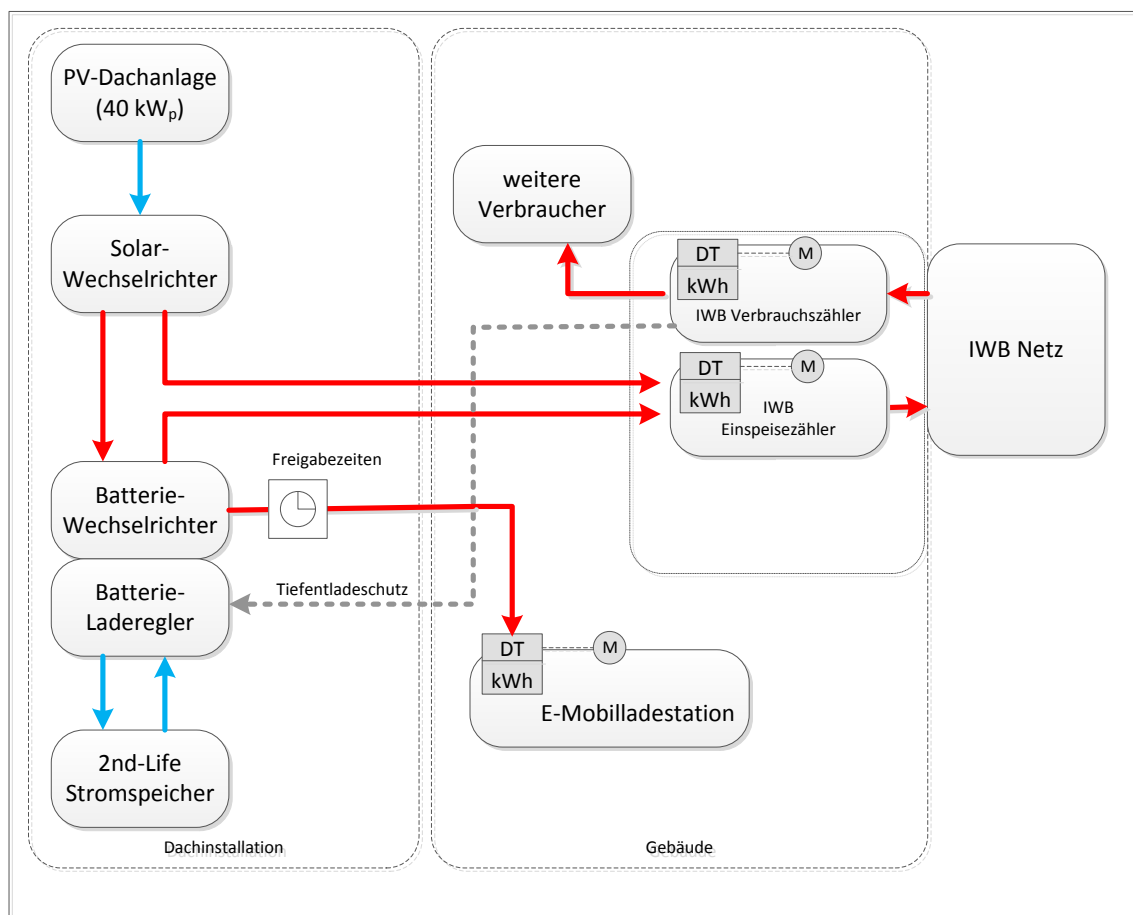 PV-Dachanlage
(40 kWp)
Solar-
Wechselrichter
Batterie-
Wechselrichter
Freigabezeiten
Batterie-
Laderegler
Tiefentladeschutz
2nd-Life
Stromspeicher
Dachinstallation
weitere
Verbraucher
DT
M
kWh
IWB Verbrauchszähler
DT
M
kWh
IWB
Einspeisezähler
IWB Netz
DT
M
kWh
E-Mobilladestation
Gebäude